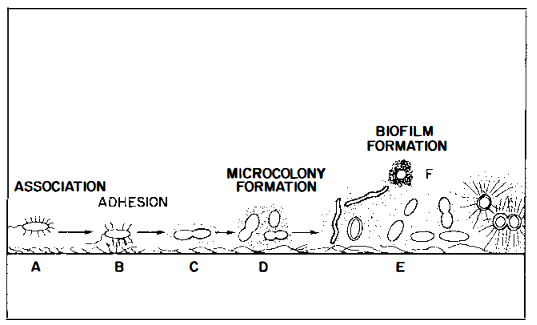 ASSOCIATION
ADHESION
MICROCOLONY
FORMATION
BIOFILM
FORMATION
F
A
B
C
D
E